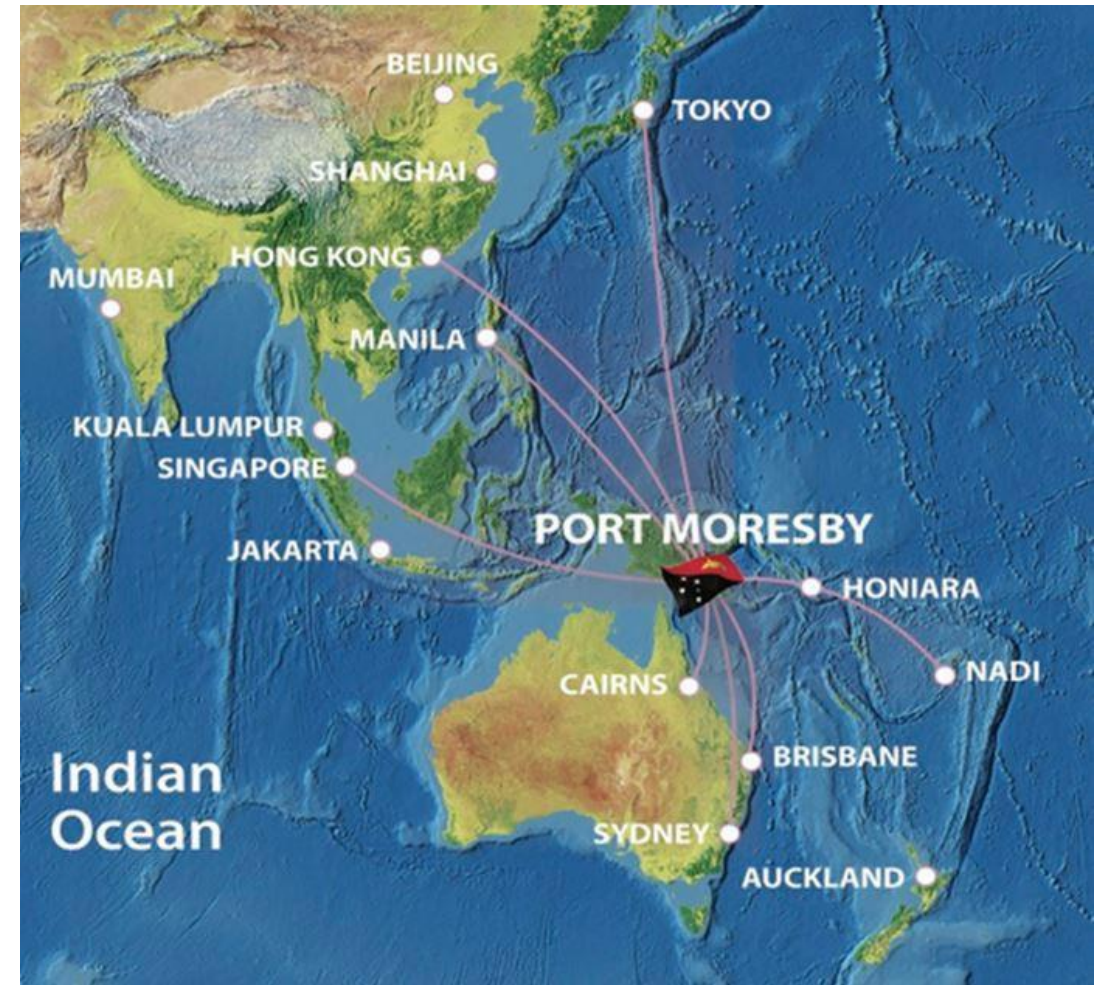 BEIJING
TOKYO
SHANGHAI
HONG KONG
MUMBAI
MANILA
KUALA LUMPUR
SINGAPORE
PORT MORESBY
JAKARTA
HONIARA
NADI
CAIRNS
BRISBANE
Indian
Ocean
SYDNEY
AUCKLAND